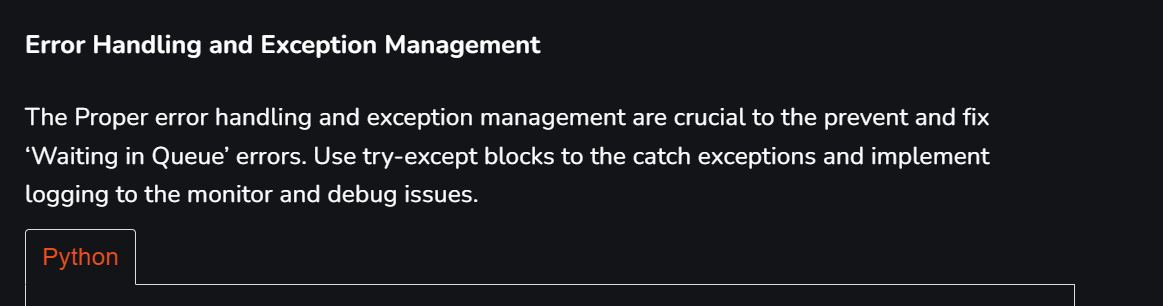 Error Handling and Exception Management
The Proper error handling and exception management are crucial to the prevent and fix
‘Waiting in Queue’ errors. Use try-except blocks to the catch exceptions and implement
logging to the monitor and debug issues.
Python